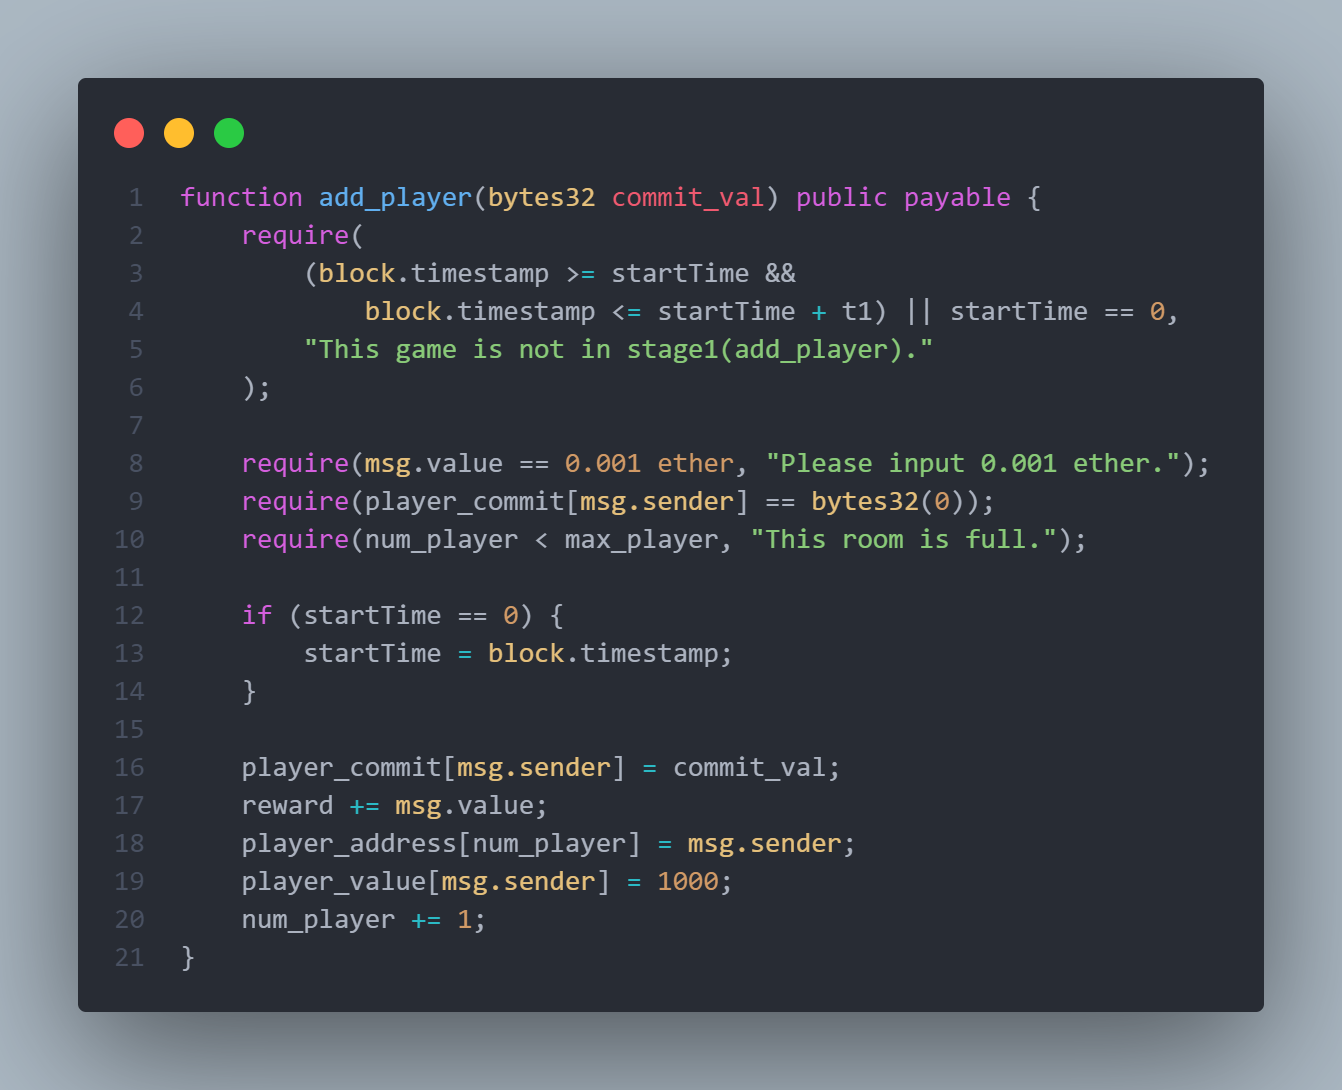 1 function add_player(bytes32 commit_val) public payable {
2     require(
3         (block.timestamp >= startTime &&
4             block.timestamp <= startTime + t1) || startTime == 0,
5         "This game is not in stage1(add_player)."
6     );
7
8     require(msg.value == 0.001 ether, "Please input 0.001 ether.");
9     require(player_commit[msg.sender] == bytes32(0));
10     require(num_player < max_player, "This room is full.");
11
12     if (startTime == 0) {
13         startTime = block.timestamp;
14     }
15
16     player_commit[msg.sender] = commit_val;
17     reward += msg.value;
18     player_address[num_player] = msg.sender;
19     player_value[msg.sender] = 1000;
20     num_player += 1;
21 }